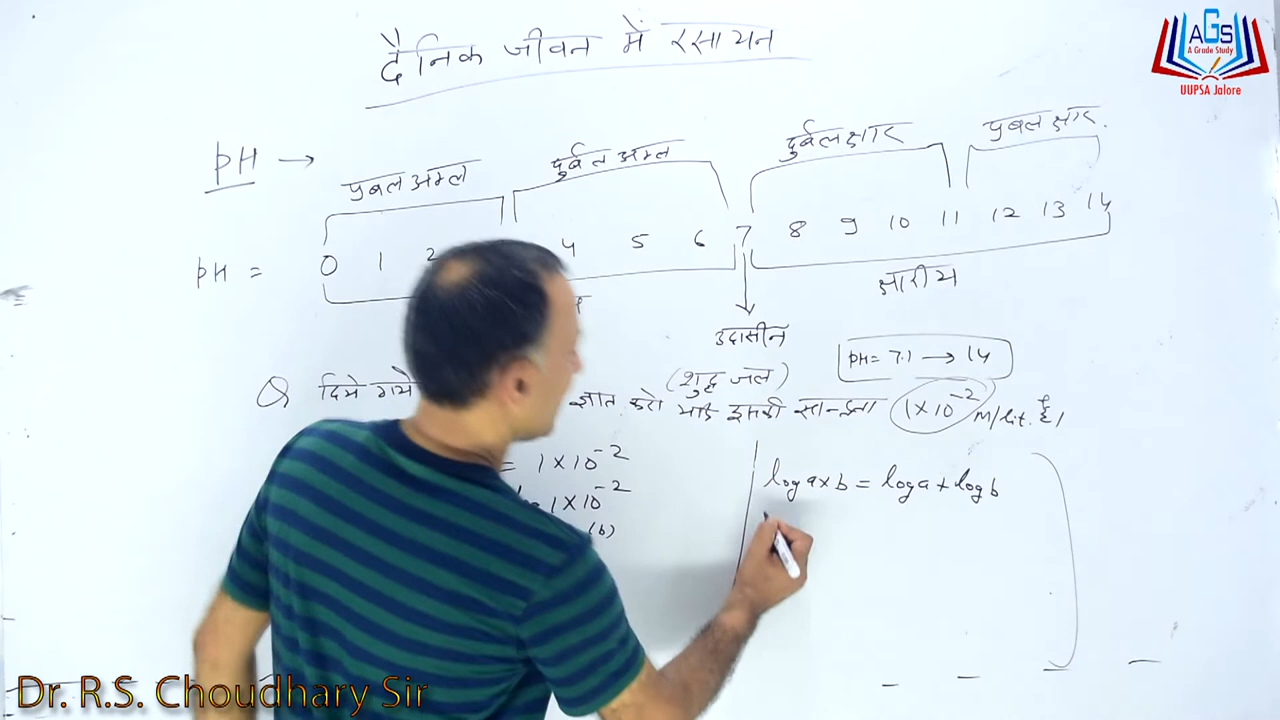 दैनिक जीवन में रसायन
AGS
A Grade Study
UUPSA Jalore
pH →
प्रबल अम्ल
दुर्बल अम्ल
दुर्बल क्षार
प्रबल क्षार.
pH = 0 1 2 4 5 6 7 8 9 10 11 12 13 14
क्षारीय
उदासीन
(शुद्ध जल)
pH = 7.1 → 14
Q दिये गये ज्ञात करो यदि इसकी सान्द्रता 1×10⁻² M/lit. है।
= 1×10⁻²
1×10⁻²
(b)
log a×b = log a + log b
Dr. R.S. Choudhary Sir